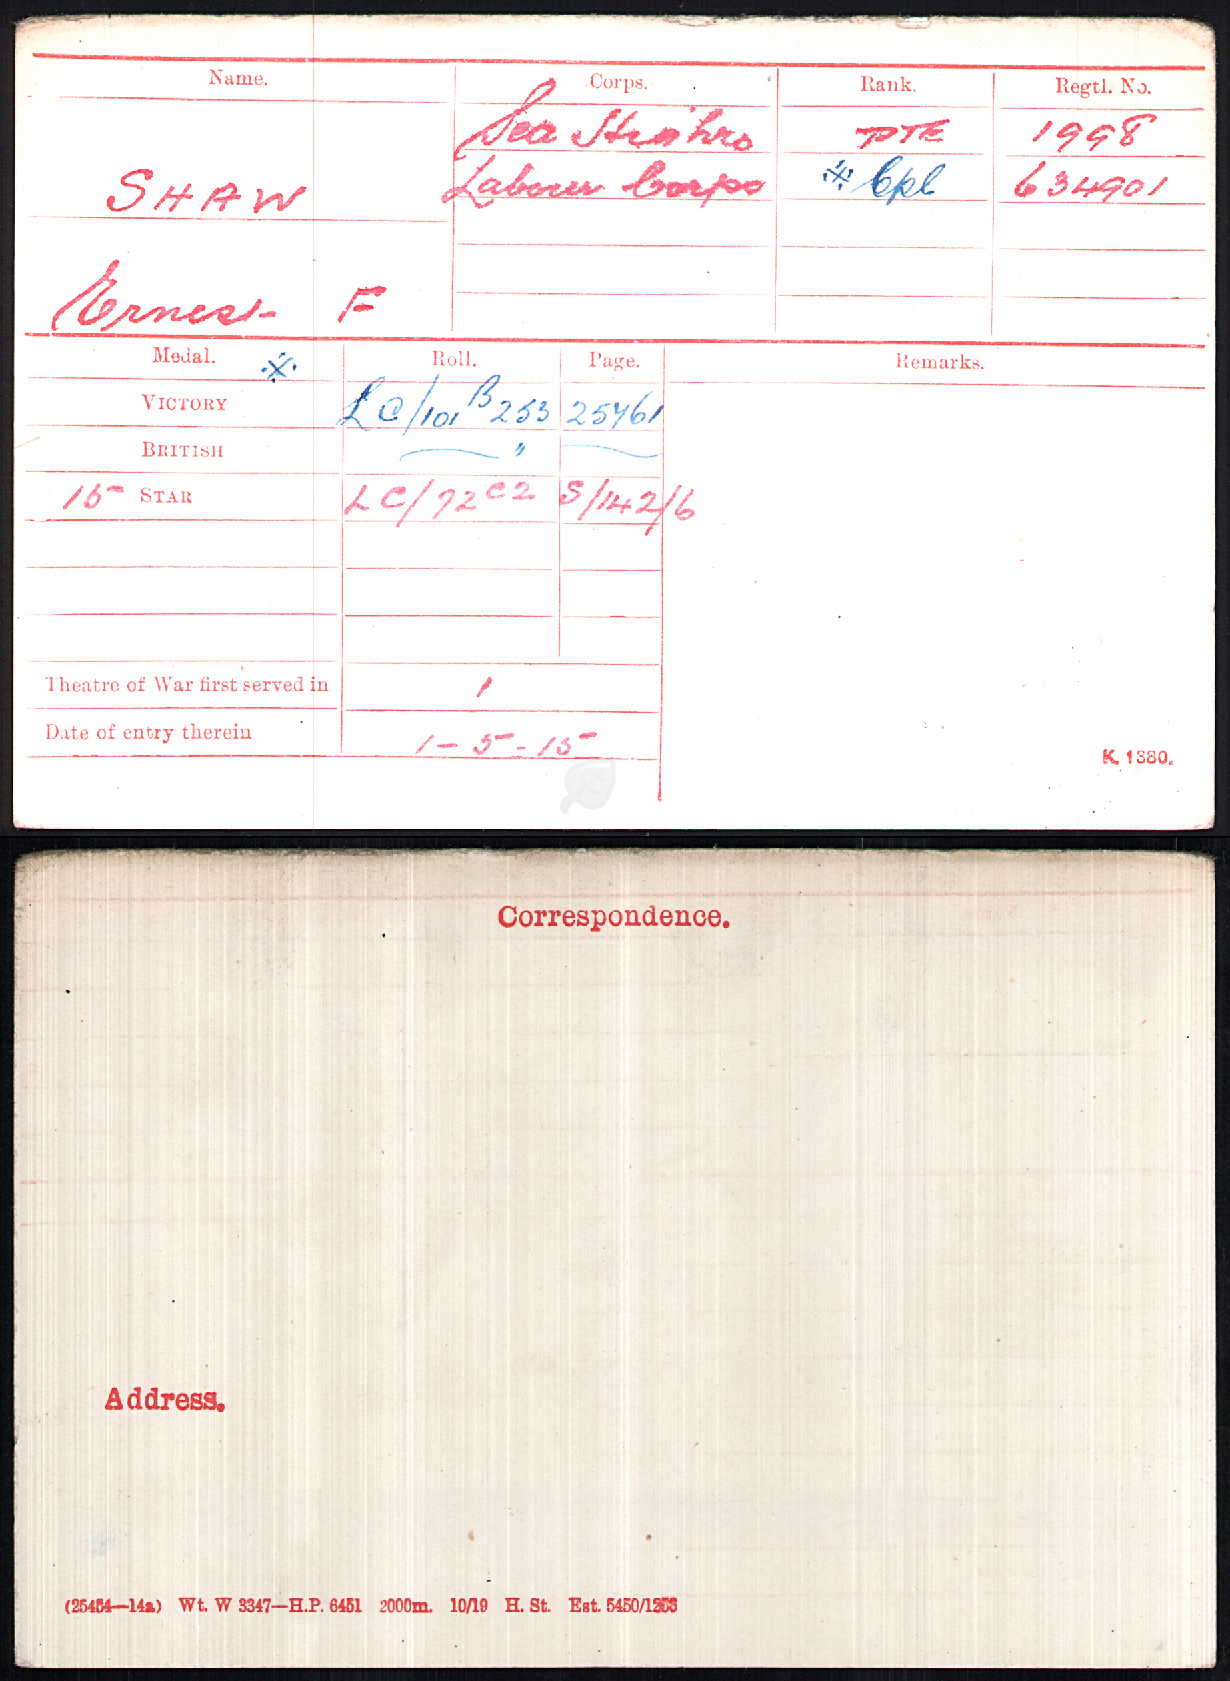 Name. Corps. Rank. Regtl. No.
Sea Highrs PTE 1998
SHAW Labour Corps ※ Cpl 634901
Ernest F
Medal. ※ Roll. Page. Remarks.
VICTORY LC/101 B 253 25461
BRITISH "
15 STAR LC/72 C2 S/142/6
Theatre of War first served in 1
Date of entry therein 1-5-15
K. 1380.
Correspondence.
Address.
(25454—14a) Wt. W 3347—H.P. 6451 2000m. 10/19 H. St. Est. 5450/1253